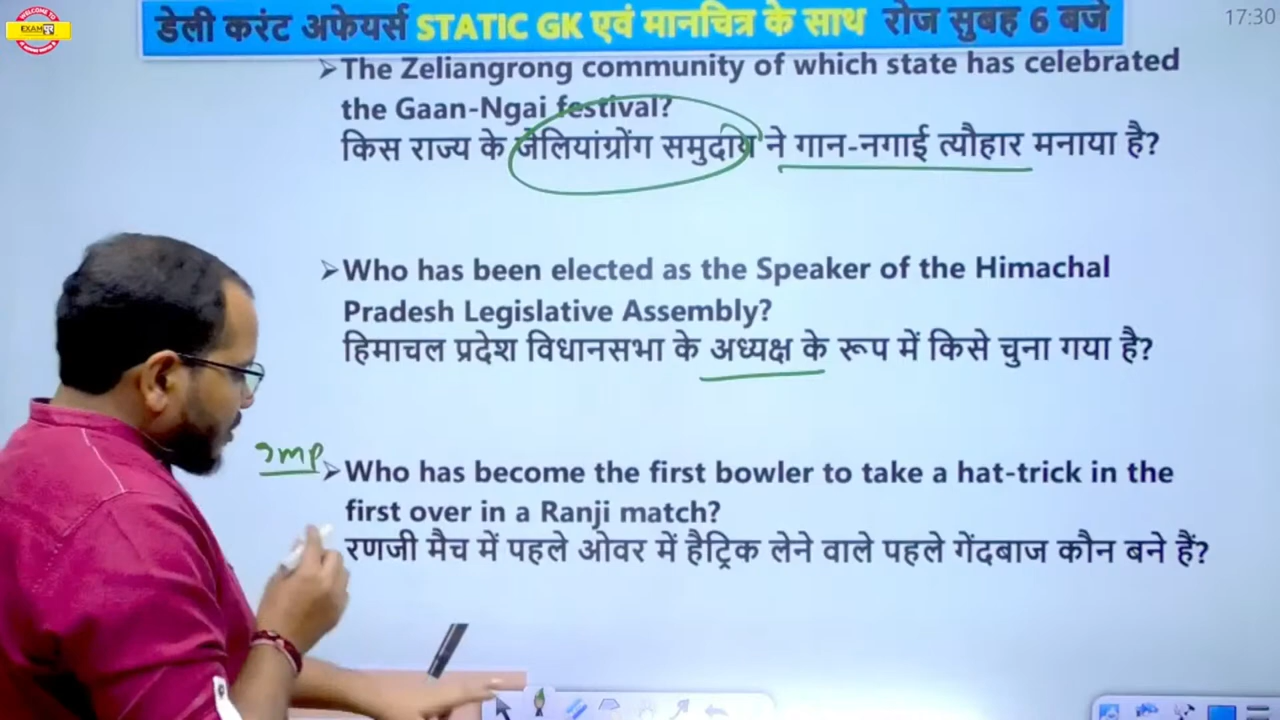 डेली करंट अफेयर्स STATIC GK एवं मानचित्र के साथ रोज सुबह 6 बजे
17:30
WELCOME TO
EXAM
➢The Zeliangrong community of which state has celebrated
the Gaan-Ngai festival?
किस राज्य के जेलियांग्रोंग समुदाय ने गान-नगाई त्यौहार मनाया है?
➢Who has been elected as the Speaker of the Himachal
Pradesh Legislative Assembly?
हिमाचल प्रदेश विधानसभा के अध्यक्ष के रूप में किसे चुना गया है?
Imp
➢Who has become the first bowler to take a hat-trick in the
first over in a Ranji match?
रणजी मैच में पहले ओवर में हैट्रिक लेने वाले पहले गेंदबाज कौन बने हैं?